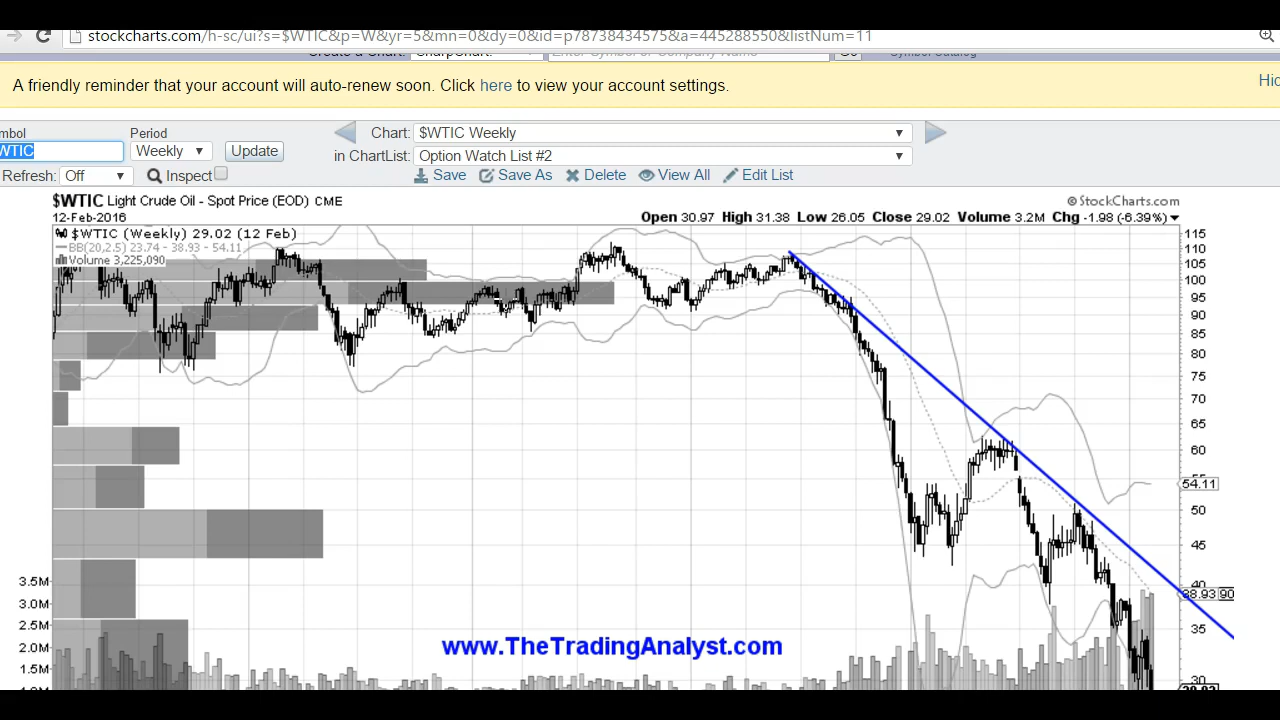 stockcharts.com/h-sc/ui?s=$WTIC&p=W&yr=5&mn=0&dy=0&id=p78738434575&a=445288550&listNum=11
A friendly reminder that your account will auto-renew soon. Click here to view your account settings.
Hid
mbol
Period
Chart: $WTIC Weekly
WTIC
Weekly
Update
in ChartList: Option Watch List #2
Refresh: Off
Inspect
Save
Save As
Delete
View All
Edit List
$WTIC Light Crude Oil - Spot Price (EOD) CME
© StockCharts.com
12-Feb-2016
Open 30.97 High 31.38 Low 26.05 Close 29.02 Volume 3.2M Chg -1.98 (-6.39%)
$WTIC (Weekly) 29.02 (12 Feb)
BB(20,2.5) 23.74 - 38.93 - 54.11
Volume 3,225,090
115
110
105
100
95
90
85
80
75
70
65
60
54.11
50
45
40
38.93
35
30
3.5M
3.0M
2.5M
2.0M
1.5M
www.TheTradingAnalyst.com